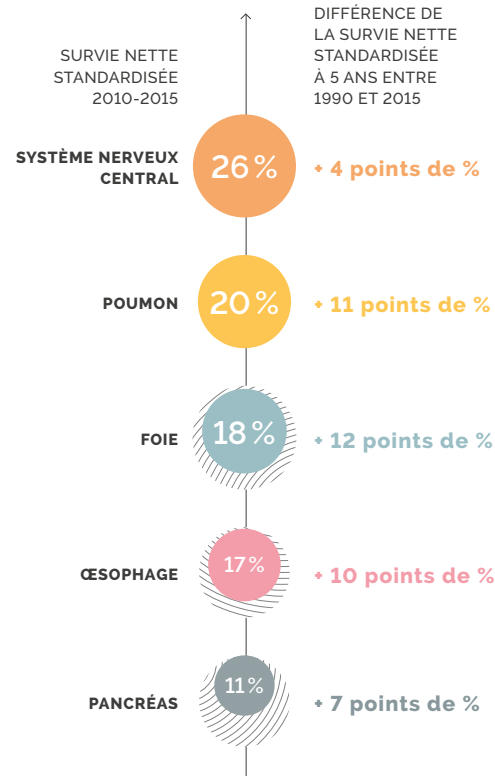 SURVIE NETTE
STANDARDISÉE
2010-2015
DIFFÉRENCE DE
LA SURVIE NETTE
STANDARDISÉE
À 5 ANS ENTRE
1990 ET 2015
SYSTÈME NERVEUX
CENTRAL
26 %
+ 4 points de %
POUMON
20 %
+ 11 points de %
FOIE
18 %
+ 12 points de %
ŒSOPHAGE
17 %
+ 10 points de %
PANCRÉAS
11 %
+ 7 points de %